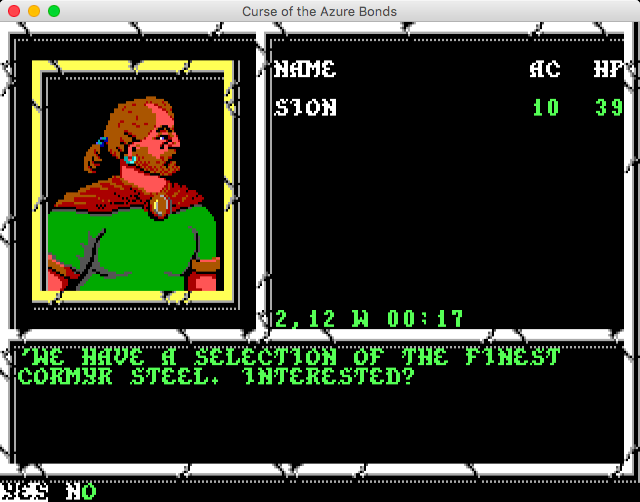 Curse of the Azure Bonds
NAME AC HP
SION 10 39
2,12 W 00:17
'WE HAVE A SELECTION OF THE FINEST
CORMYR STEEL. INTERESTED?
YES NO